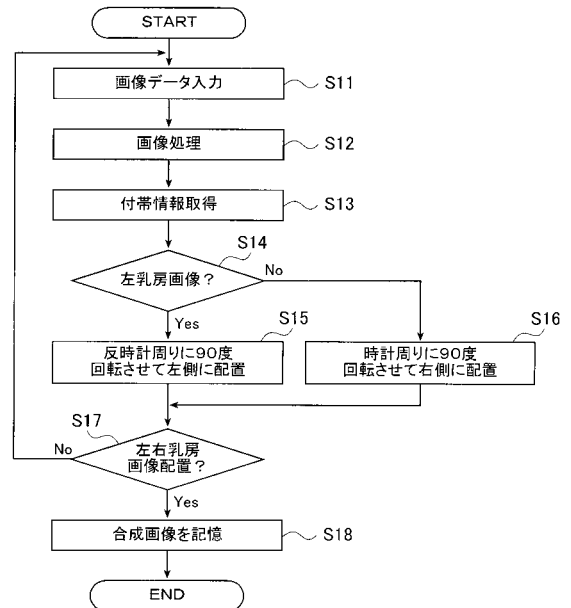 START
画像データ入力
S11
画像処理
S12
付帯情報取得
S13
S14
左乳房画像？
No
Yes
S15
反時計周りに90度
回転させて左側に配置
S16
時計周りに90度
回転させて右側に配置
S17
左右乳房
画像配置？
No
Yes
合成画像を記憶
S18
END